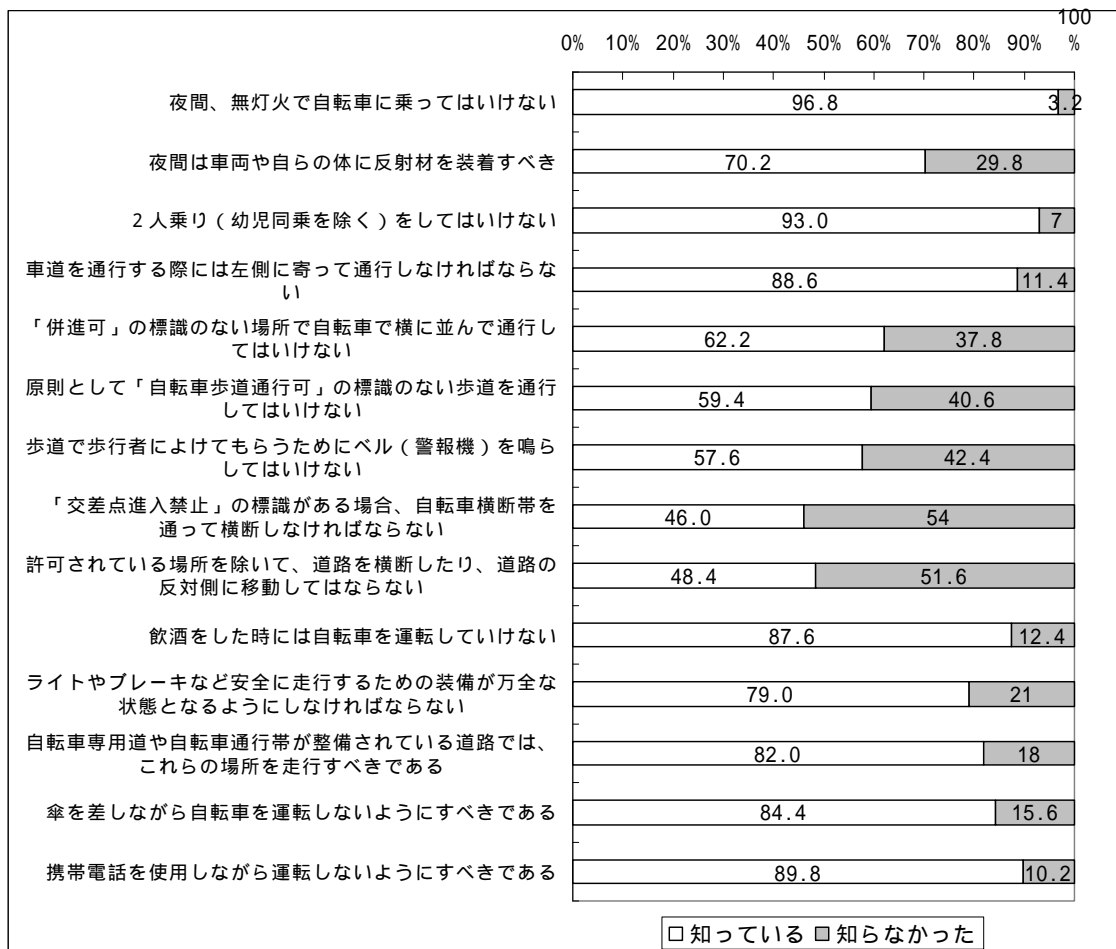 100
0% 10% 20% 30% 40% 50% 60% 70% 80% 90% %
夜間、無灯火で自転車に乗ってはいけない 96.8 3.2
夜間は車両や自らの体に反射材を装着すべき 70.2 29.8
2人乗り(幼児同乗を除く)をしてはいけない 93.0 7
車道を通行する際には左側に寄って通行しなければならな
い 88.6 11.4
「併進可」の標識のない場所で自転車で横に並んで通行し
てはいけない 62.2 37.8
原則として「自転車歩道通行可」の標識のない歩道を通行
してはいけない 59.4 40.6
歩道で歩行者によけてもらうためにベル(警報機)を鳴ら
してはいけない 57.6 42.4
「交差点進入禁止」の標識がある場合、自転車横断帯を
通って横断しなければならない 46.0 54
許可されている場所を除いて、道路を横断したり、道路の
反対側に移動してはならない 48.4 51.6
飲酒をした時には自転車を運転していけない 87.6 12.4
ライトやブレーキなど安全に走行するための装備が万全な
状態となるようにしなければならない 79.0 21
自転車専用道や自転車通行帯が整備されている道路では、
これらの場所を走行すべきである 82.0 18
傘を差しながら自転車を運転しないようにすべきである 84.4 15.6
携帯電話を使用しながら運転しないようにすべきである 89.8 10.2
知っている 知らなかった